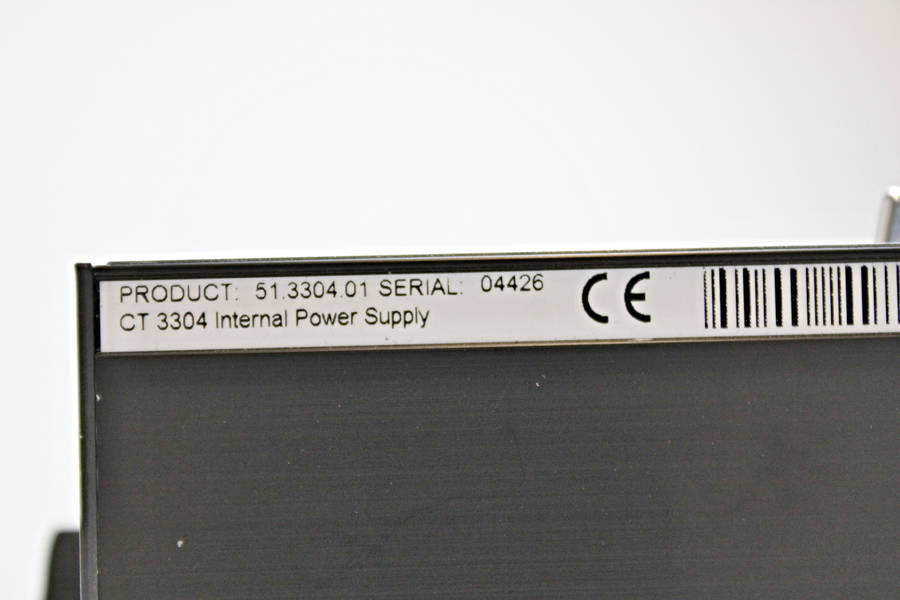 PRODUCT: 51.3304.01 SERIAL: 04426
CT 3304 Internal Power Supply
CE